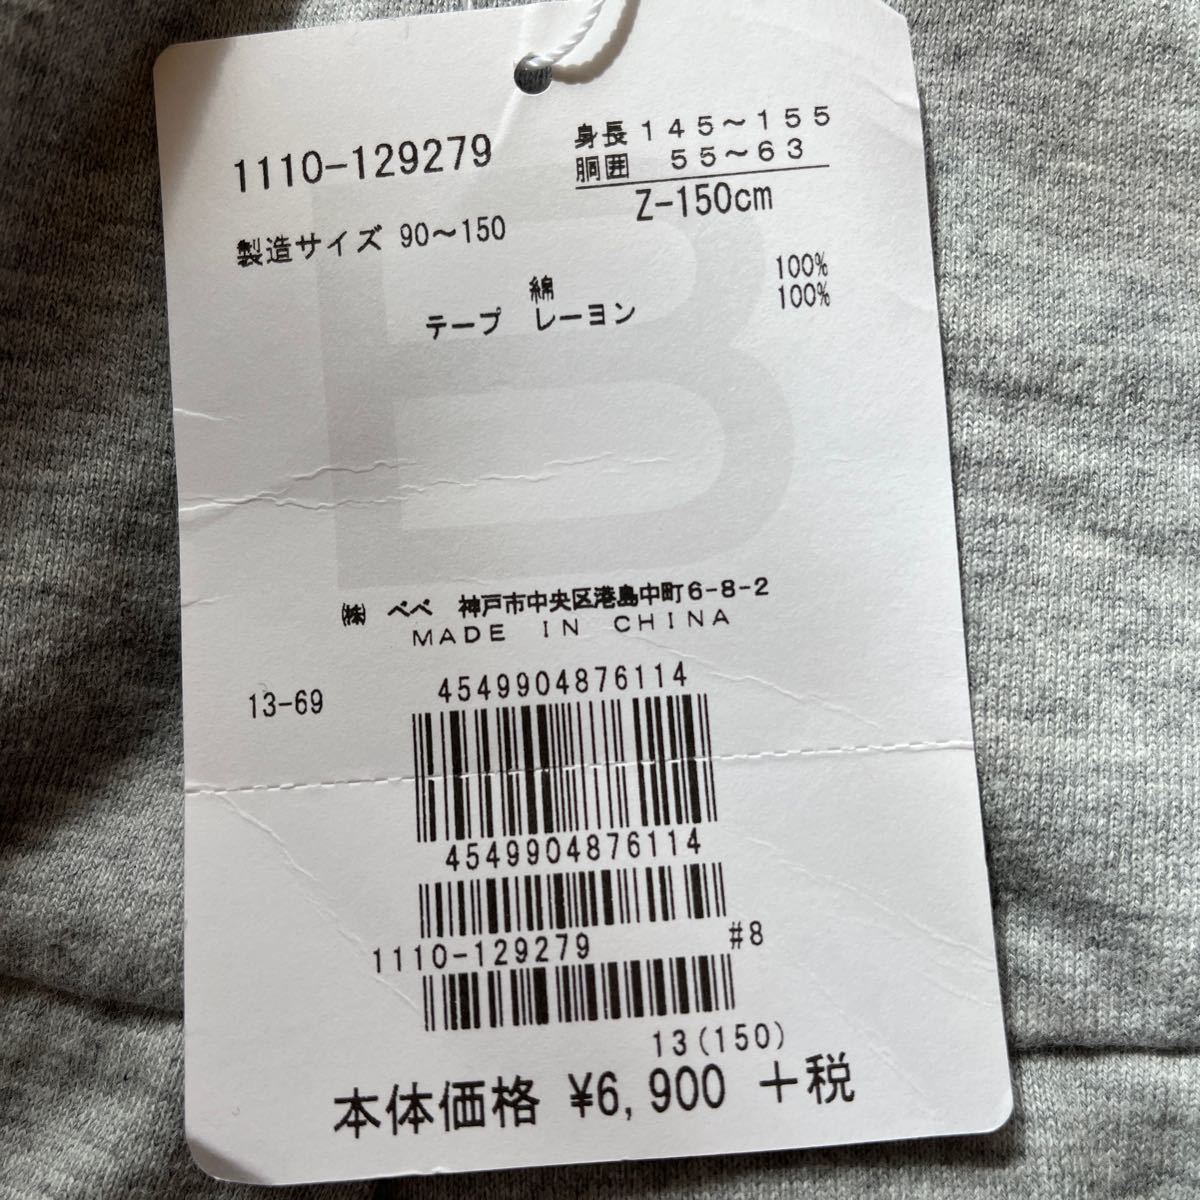 1110-129279
身長 145～155
胴囲 55～63
Z-150cm
製造サイズ 90～150
綿 100%
テープ レーヨン 100%
㈱ べべ 神戸市中央区港島中町6-8-2
MADE IN CHINA
13-69
4549904876114
4549904876114
1110-129279 #8
13(150)
本体価格 ¥6,900 +税
B